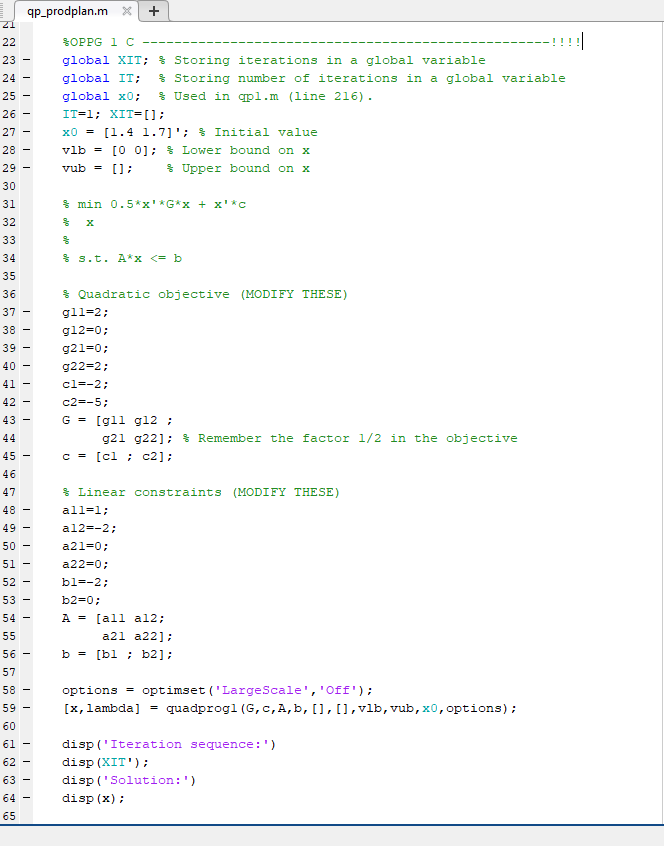 qp_prodplan.m × +
21
22 %OPPG 1 C ---------------------------------------------------!!!!
23 – global XIT; % Storing iterations in a global variable
24 – global IT;  % Storing number of iterations in a global variable
25 – global x0;  % Used in qp1.m (line 216).
26 – IT=1; XIT=[];
27 – x0 = [1.4 1.7]'; % Initial value
28 – vlb = [0 0]; % Lower bound on x
29 – vub = [];    % Upper bound on x
30
31 % min 0.5*x'*G*x + x'*c
32 %  x
33 %
34 % s.t. A*x <= b
35
36 % Quadratic objective (MODIFY THESE)
37 – g11=2;
38 – g12=0;
39 – g21=0;
40 – g22=2;
41 – c1=-2;
42 – c2=-5;
43 – G = [g11 g12 ;
44      g21 g22]; % Remember the factor 1/2 in the objective
45 – c = [c1 ; c2];
46
47 % Linear constraints (MODIFY THESE)
48 – a11=1;
49 – a12=-2;
50 – a21=0;
51 – a22=0;
52 – b1=-2;
53 – b2=0;
54 – A = [a11 a12;
55      a21 a22];
56 – b = [b1 ; b2];
57
58 – options = optimset('LargeScale','Off');
59 – [x,lambda] = quadprog1(G,c,A,b,[],[],vlb,vub,x0,options);
60
61 – disp('Iteration sequence:')
62 – disp(XIT');
63 – disp('Solution:')
64 – disp(x);
65